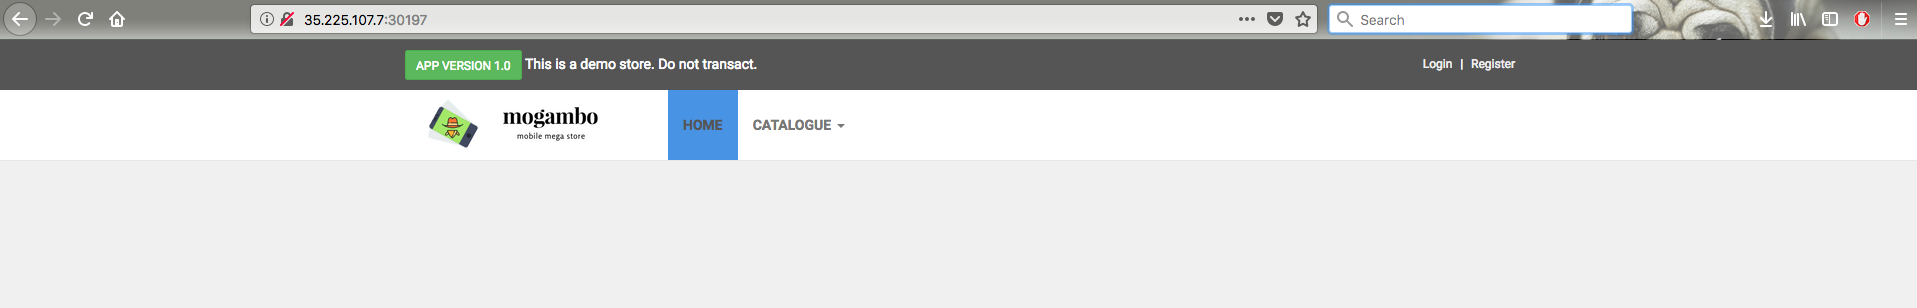 35.225.107.7:30197
Search
APP VERSION 1.0 This is a demo store. Do not transact.
Login | Register
mogambo
mobile mega store
HOME
CATALOGUE